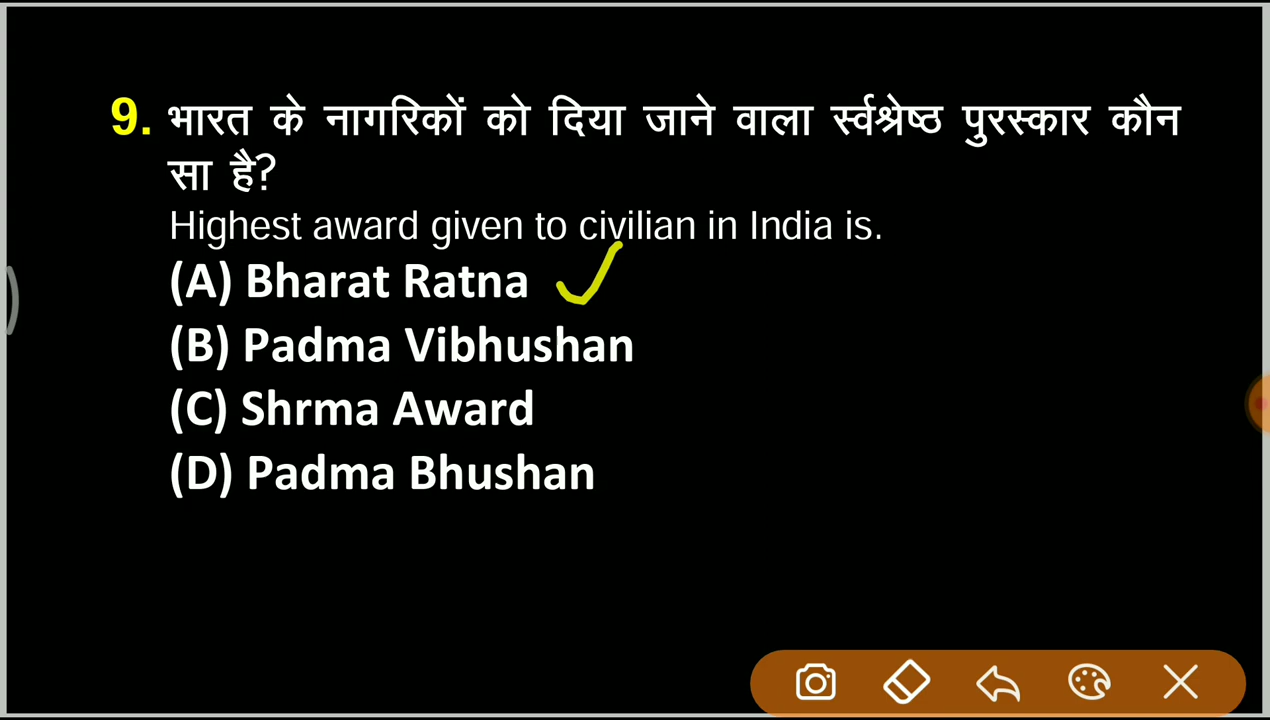 9. भारत के नागरिकों को दिया जाने वाला र्स्वश्रेष्ठ पुरस्कार कौन
सा है?
Highest award given to civilian in India is.
(A) Bharat Ratna
(B) Padma Vibhushan
(C) Shrma Award
(D) Padma Bhushan